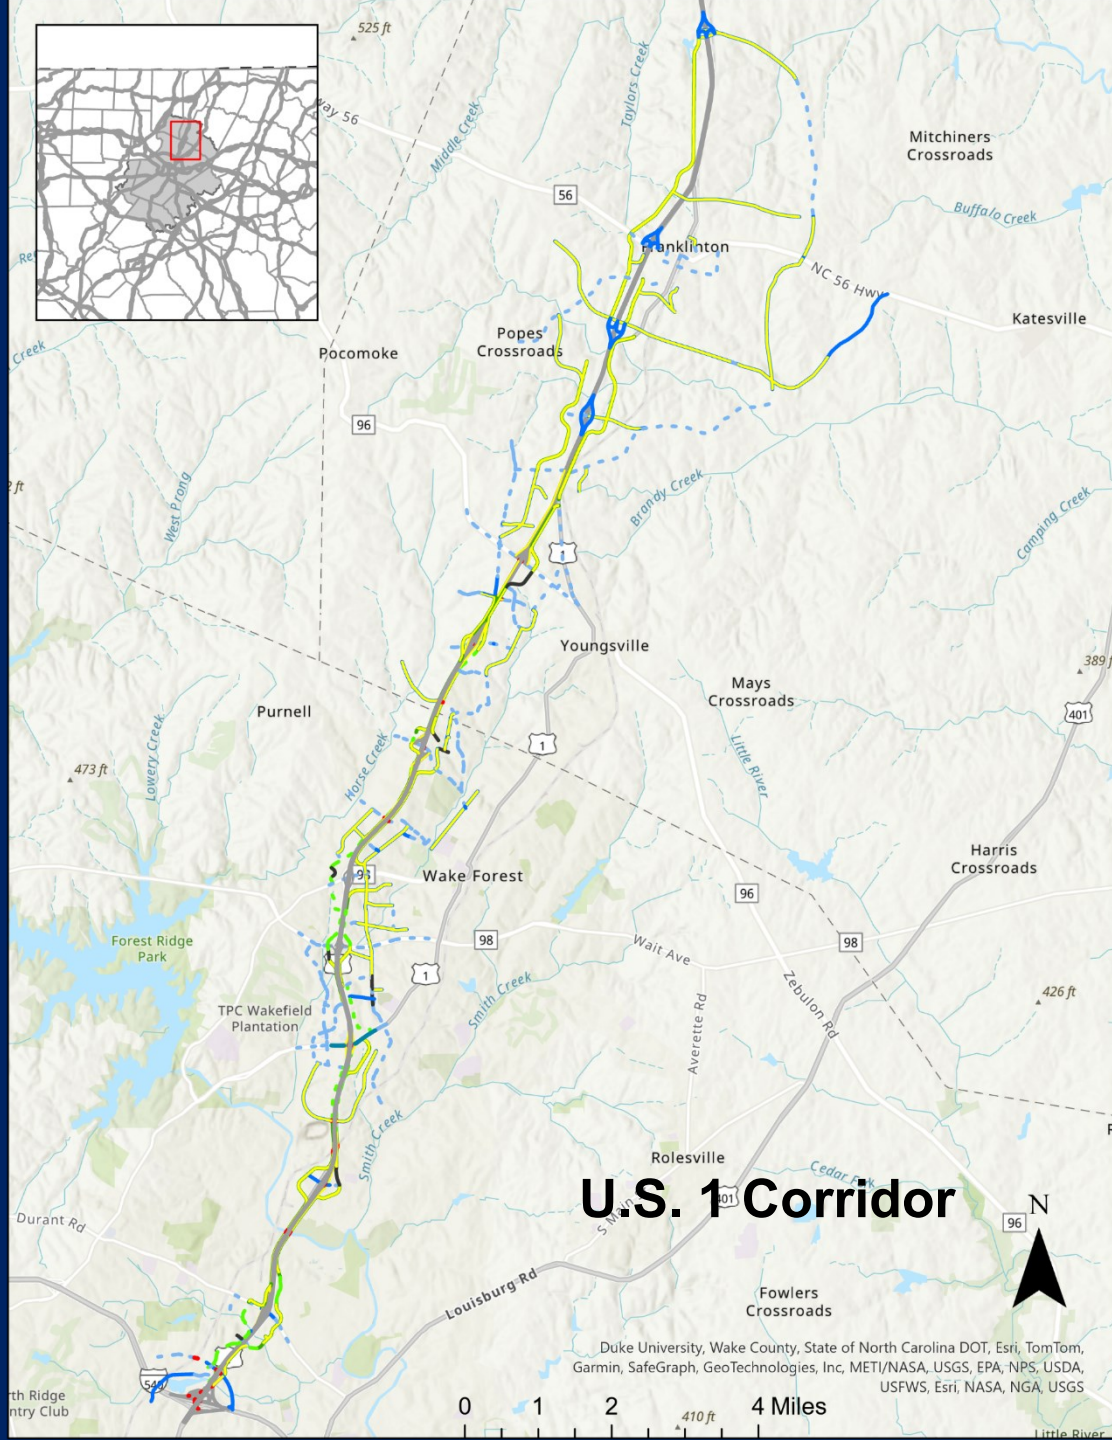 525 ft
Taylors Creek
Middle Creek
way 56
Mitchiners
Crossroads
56
Buffalo Creek
Franklinton
NC 56 Hwy
Katesville
Creek
Pocomoke
Popes
Crossroads
96
West Prong
Brandy Creek
Camping Creek
1
Youngsville
389 f
Mays
Crossroads
401
Purnell
Lowery Creek
Horse Creek
Little River
1
473 ft
Harris
Crossroads
98
Wake Forest
96
98
98
Forest Ridge
Park
Wait Ave
1
Smith Creek
Zebulon Rd
426 ft
TPC Wakefield
Plantation
Averette Rd
Smith Creek
Rolesville
Cedar Fork
U.S. 1 Corridor
401
S Main
N
96
Durant Rd
Louisburg Rd
Fowlers
Crossroads
Duke University, Wake County, State of North Carolina DOT, Esri, TomTom,
Garmin, SafeGraph, GeoTechnologies, Inc, METI/NASA, USGS, EPA, NPS, USDA,
USFWS, Esri, NASA, NGA, USGS
540
rth Ridge
ntry Club
0 1 2 4 Miles
410 ft
Little River